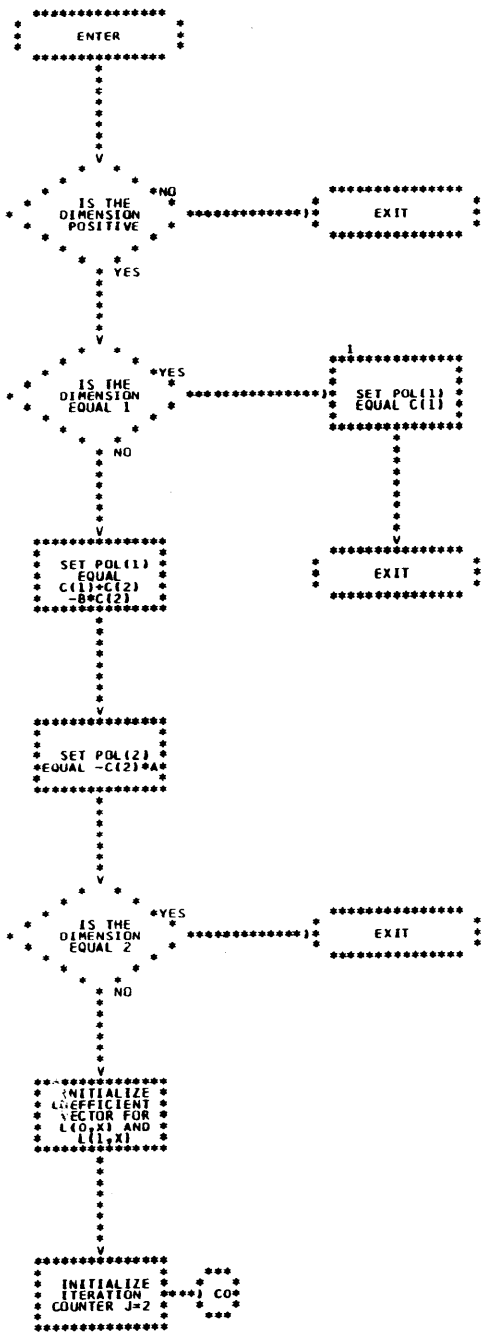 ENTER
NO
IS THE
DIMENSION
POSITIVE
EXIT
YES
YES
IS THE
DIMENSION
EQUAL 1
1
SET POL(1)
EQUAL C(1)
NO
SET POL(1)
EQUAL
C(1)+C(2)
-B*C(2)
EXIT
SET POL(2)
EQUAL -C(2)*A
YES
IS THE
DIMENSION
EQUAL 2
EXIT
NO
INITIALIZE
COEFFICIENT
VECTOR FOR
L(0,X) AND
L(1,X)
INITIALIZE
ITERATION
COUNTER J=2
CO